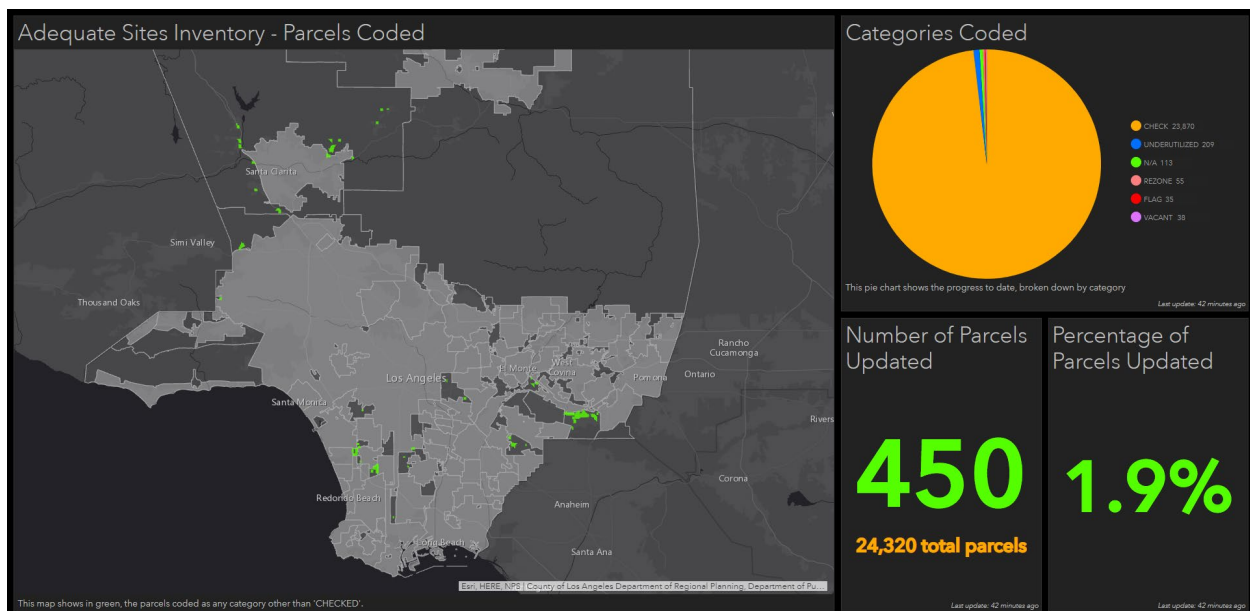 Adequate Sites Inventory - Parcels Coded
Santa Clarita
Simi Valley
Thousand Oaks
Rancho
Cucamonga
El Monte
West
Covina
Pomona
Ontario
Los Angeles
Santa Monica
Rivers
Redondo Beach
Corona
Anaheim
Long Beach
Santa Ana
Esri, HERE, NPS | County of Los Angeles Department of Regional Planning, Department of Pu...
This map shows in green, the parcels coded as any category other than 'CHECKED'.
Categories Coded
CHECK 23,870
UNDERUTILIZED 209
N/A 113
REZONE 55
FLAG 35
VACANT 38
This pie chart shows the progress to date, broken down by category
Last update: 42 minutes ago
Number of Parcels
Updated
450
24,320 total parcels
Last update: 42 minutes ago
Percentage of
Parcels Updated
1.9%
Last update: 42 minutes ago